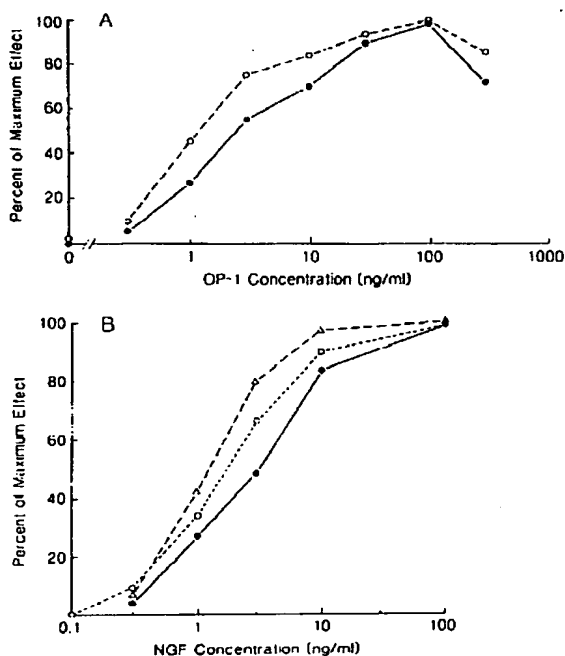 A
100
80
60
40
20
Percent of Maximum Effect
0 1 10 100 1000
OP-1 Concentration (ng/ml)
B
100
80
60
40
20
Percent of Maximum Effect
0.1 1 10 100
NGF Concentration (ng/ml)